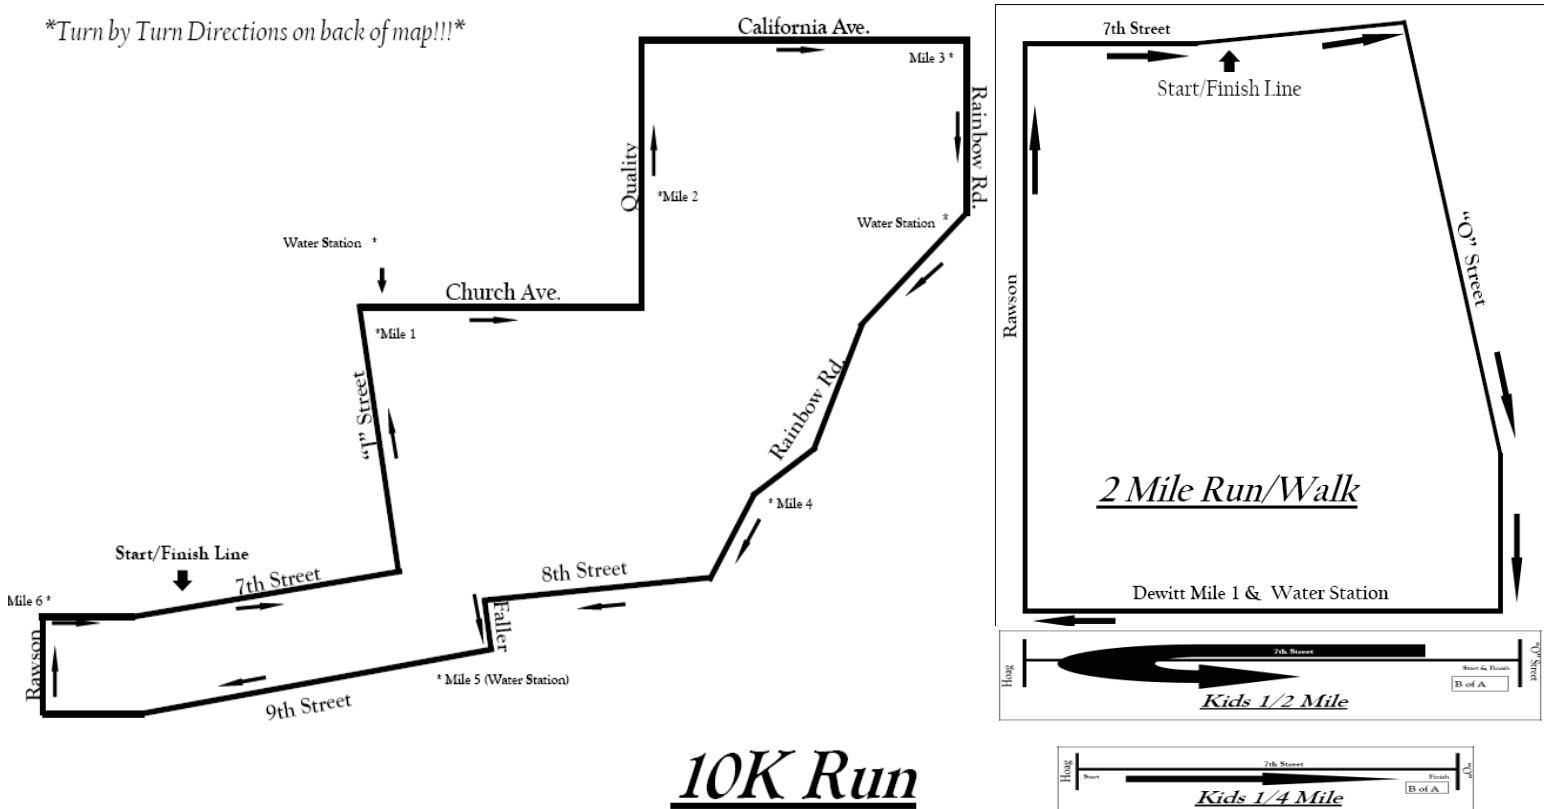 *Turn by Turn Directions on back of map!!!*
California Ave.
Mile 3 *
Rainbow Rd.
Quality
*Mile 2
Water Station *
Water Station *
Church Ave.
*Mile 1
"J" Street
Rainbow Rd.
* Mile 4
Start/Finish Line
7th Street
8th Street
Mile 6 *
Faller
Rawson
* Mile 5 (Water Station)
9th Street
10K Run
7th Street
Start/Finish Line
"O" Street
Rawson
2 Mile Run/Walk
Dewitt Mile 1 & Water Station
7th Street
Hoag
"O" Street
Start & Finish
B of A
Kids 1/2 Mile
Hoag
7th Street
"O"
Start
Finish
B of A
Kids 1/4 Mile